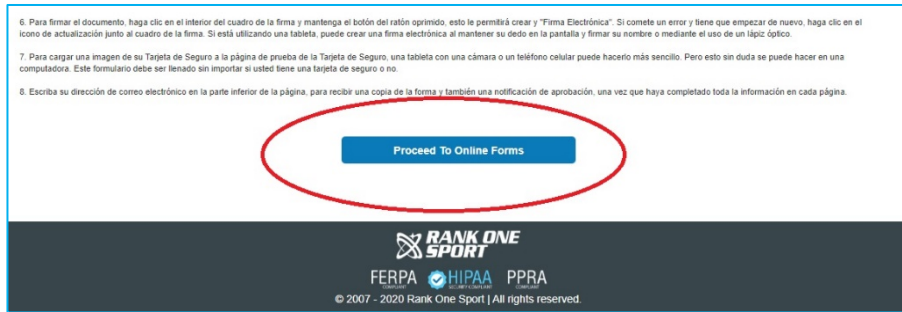 6. Para firmar el documento, haga clic en el interior del cuadro de la firma y mantenga el botón del ratón oprimido, esto le permitirá crear y "Firma Electrónica". Si comete un error y tiene que empezar de nuevo, haga clic en el
icono de actualización junto al cuadro de la firma. Si está utilizando una tableta, puede crear una firma electrónica al mantener su dedo en la pantalla y firmar su nombre o mediante el uso de un lápiz óptico.
7. Para cargar una imagen de su Tarjeta de Seguro a la página de prueba de la Tarjeta de Seguro, una tableta con una cámara o un teléfono celular puede hacerlo más sencillo. Pero esto sin duda se puede hacer en una
computadora. Este formulario debe ser llenado sin importar si usted tiene una tarjeta de seguro o no.
8. Escriba su dirección de correo electrónico en la parte inferior de la página, para recibir una copia de la forma y también una notificación de aprobación, una vez que haya completado toda la información en cada página.
Proceed To Online Forms
RANK ONE
SPORT
FERPA HIPAA PPRA
COMPLIANT SECURITY COMPLIANT COMPLIANT
© 2007 - 2020 Rank One Sport | All rights reserved.